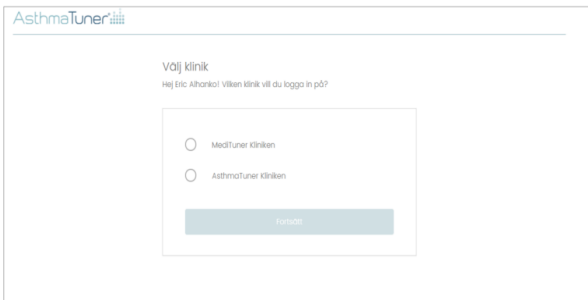 AsthmaTuner
Välj klinik
Hej Eric Alhanko! Vilken klinik vill du logga in på?
MediTuner Kliniken
AsthmaTuner Kliniken
Fortsätt